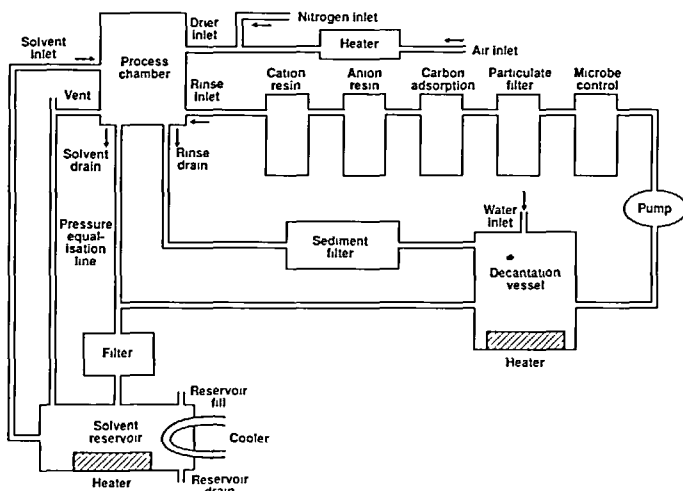 Solvent
inlet
Process
chamber
Drier
inlet
Nitrogen inlet
Heater
Air inlet
Vent
Rinse
inlet
Cation
resin
Anion
resin
Carbon
adsorption
Particulate
filter
Microbe
control
Solvent
drain
Rinse
drain
Pump
Pressure
equal-
isation
line
Sediment
filter
Water
inlet
Decantation
vessel
Heater
Filter
Reservoir
fill
Solvent
reservoir
Cooler
Heater
Reservoir
drain